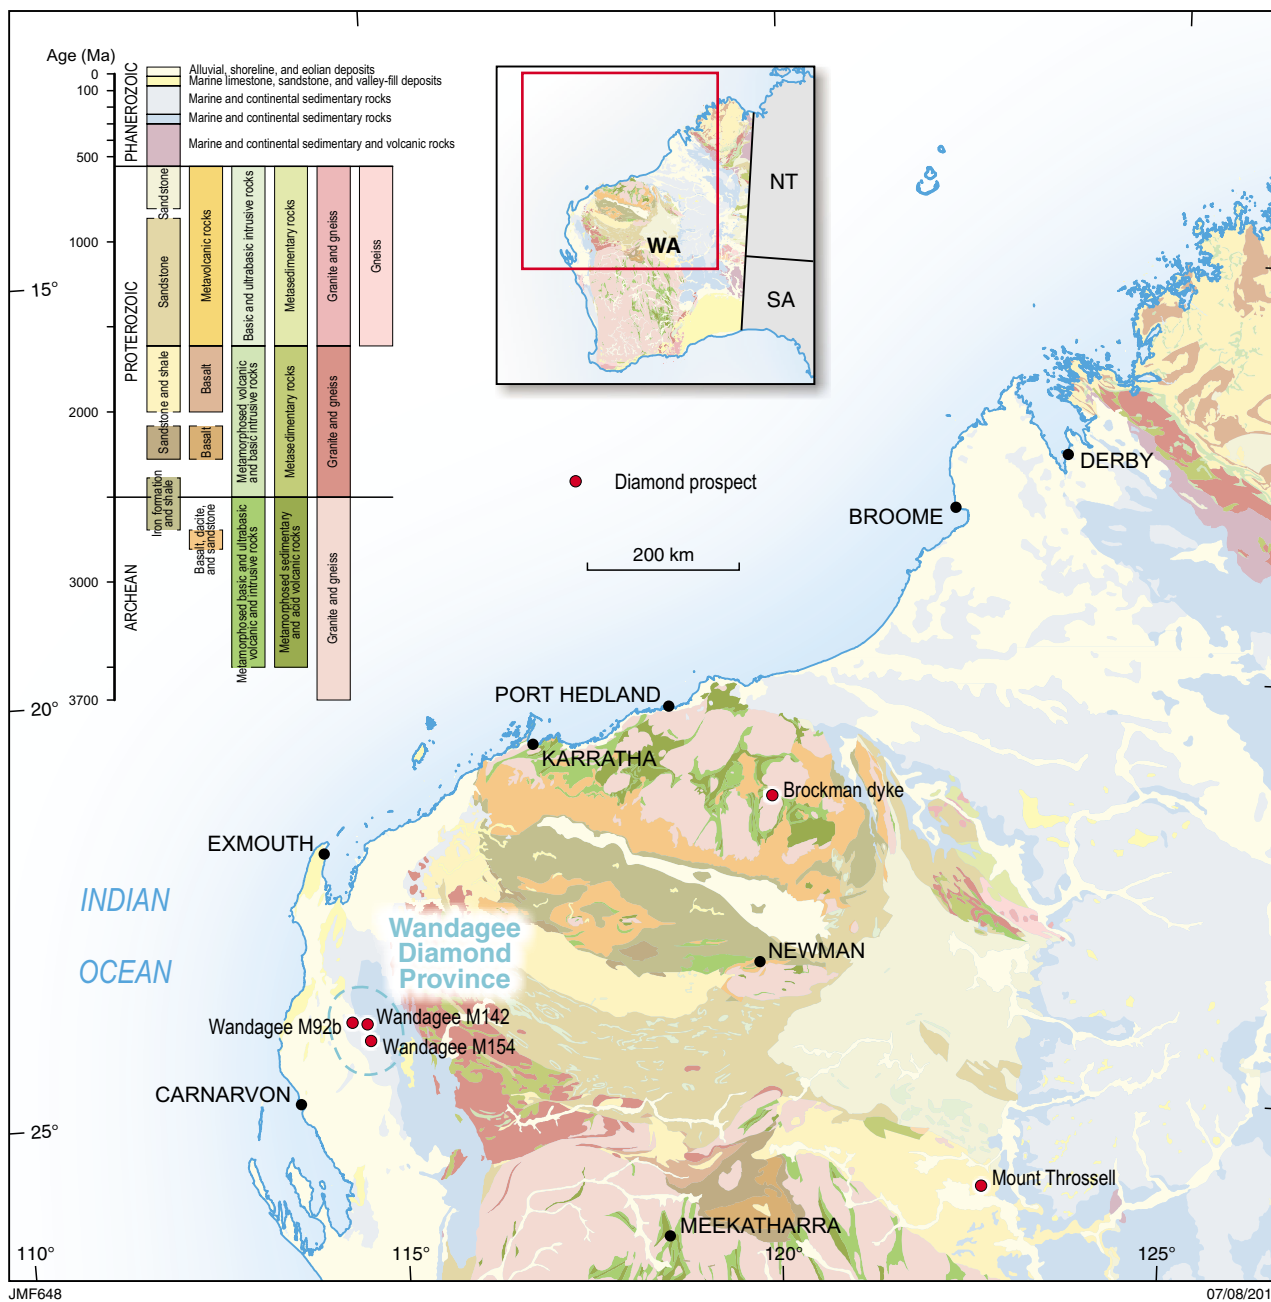 Age (Ma)
0
100
500
1000
2000
3000
3700
PHANEROZOIC
PROTEROZOIC
ARCHEAN
Alluvial, shoreline, and eolian deposits
Marine limestone, sandstone, and valley-fill deposits
Marine and continental sedimentary rocks
Marine and continental sedimentary rocks
Marine and continental sedimentary and volcanic rocks
Sandstone
Sandstone
Sandstone and shale
Sandstone
Iron formation
and shale
Metavolcanic rocks
Basalt
Basalt
Basalt, dacite,
and sandstone
Basic and ultrabasic intrusive rocks
Metamorphosed volcanic
and basic intrusive rocks
Metamorphosed basic and ultrabasic
volcanic and intrusive rocks
Metasedimentary rocks
Metasedimentary rocks
Metamorphosed sedimentary
and acid volcanic rocks
Granite and gneiss
Granite and gneiss
Granite and gneiss
Gneiss
WA
NT
SA
Diamond prospect
200 km
DERBY
BROOME
PORT HEDLAND
KARRATHA
Brockman dyke
EXMOUTH
INDIAN
OCEAN
Wandagee
Diamond
Province
NEWMAN
Wandagee M92b
Wandagee M142
Wandagee M154
CARNARVON
Mount Throssell
MEEKATHARRA
15°
20°
25°
110°
115°
120°
125°
JMF648
07/08/201